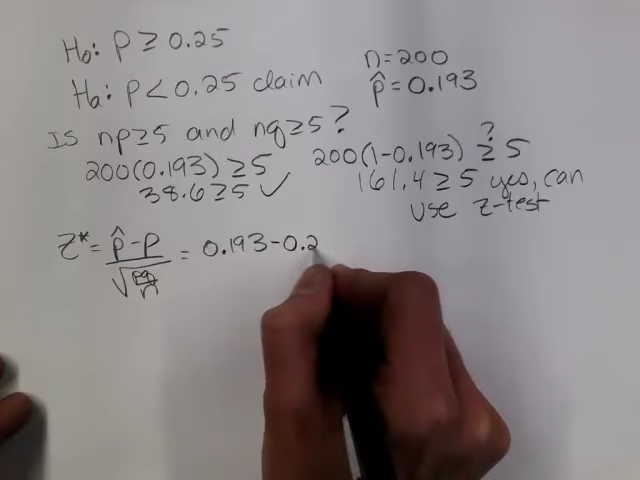 H₀: p ≥ 0.25
Hₐ: p < 0.25 claim
n = 200
p̂ = 0.193
Is np≥5 and nq≥5?
200(0.193) ≥ 5
38.6 ≥ 5 ✓
200(1-0.193) ≥? 5
161.4 ≥ 5 yes, can
use z-test
z* = (p̂ - p) / √(pq/n) = 0.193 - 0.2